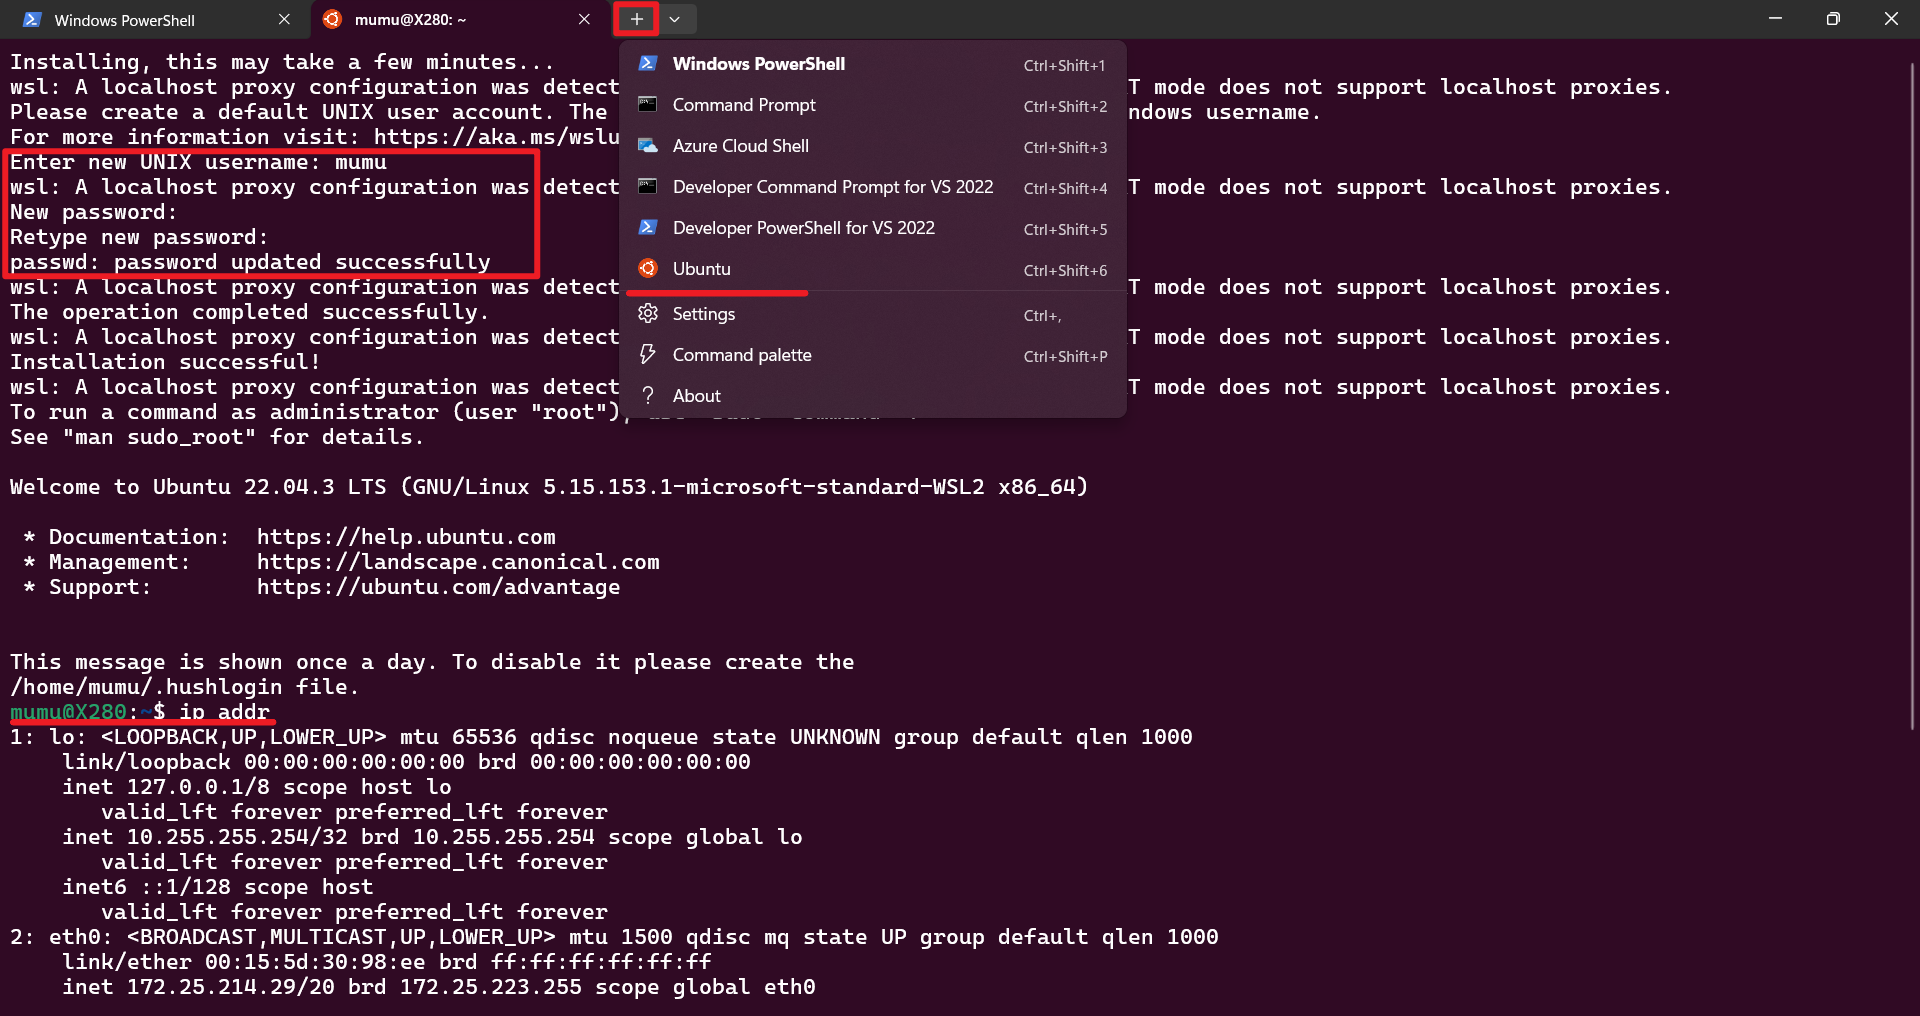 Windows PowerShell
mumu@X280: ~
Installing, this may take a few minutes...
wsl: A localhost proxy configuration was detect
T mode does not support localhost proxies.
Please create a default UNIX user account. The
ndows username.
For more information visit: https://aka.ms/wslu
Enter new UNIX username: mumu
wsl: A localhost proxy configuration was detect
T mode does not support localhost proxies.
New password:
Retype new password:
passwd: password updated successfully
wsl: A localhost proxy configuration was detect
T mode does not support localhost proxies.
The operation completed successfully.
wsl: A localhost proxy configuration was detect
T mode does not support localhost proxies.
Installation successful!
wsl: A localhost proxy configuration was detect
T mode does not support localhost proxies.
To run a command as administrator (user "root"),
See "man sudo_root" for details.
Windows PowerShell Ctrl+Shift+1
Command Prompt Ctrl+Shift+2
Azure Cloud Shell Ctrl+Shift+3
Developer Command Prompt for VS 2022 Ctrl+Shift+4
Developer PowerShell for VS 2022 Ctrl+Shift+5
Ubuntu Ctrl+Shift+6
Settings Ctrl+,
Command palette Ctrl+Shift+P
? About
Welcome to Ubuntu 22.04.3 LTS (GNU/Linux 5.15.153.1-microsoft-standard-WSL2 x86_64)
* Documentation: https://help.ubuntu.com
* Management: https://landscape.canonical.com
* Support: https://ubuntu.com/advantage
This message is shown once a day. To disable it please create the
/home/mumu/.hushlogin file.
mumu@X280:~$ ip addr
1: lo: <LOOPBACK,UP,LOWER_UP> mtu 65536 qdisc noqueue state UNKNOWN group default qlen 1000
link/loopback 00:00:00:00:00:00 brd 00:00:00:00:00:00
inet 127.0.0.1/8 scope host lo
valid_lft forever preferred_lft forever
inet 10.255.255.254/32 brd 10.255.255.254 scope global lo
valid_lft forever preferred_lft forever
inet6 ::1/128 scope host
valid_lft forever preferred_lft forever
2: eth0: <BROADCAST,MULTICAST,UP,LOWER_UP> mtu 1500 qdisc mq state UP group default qlen 1000
link/ether 00:15:5d:30:98:ee brd ff:ff:ff:ff:ff:ff
inet 172.25.214.29/20 brd 172.25.223.255 scope global eth0